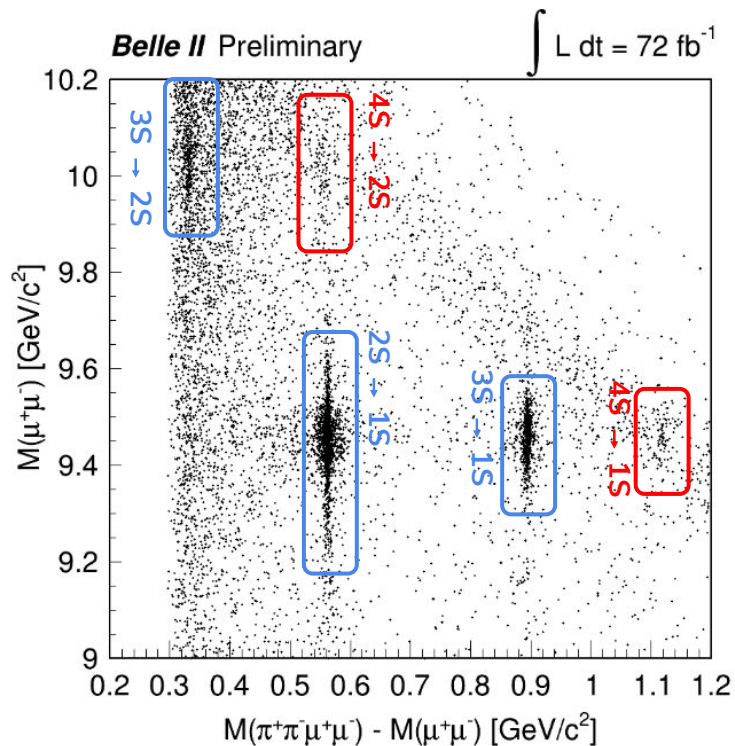 Belle II Preliminary
∫ L dt = 72 fb⁻¹
M(μ⁺μ⁻) [GeV/c²]
10.2
10
9.8
9.6
9.4
9.2
9
3S → 2S
4S → 2S
2S → 1S
3S → 1S
4S → 1S
0.2 0.3 0.4 0.5 0.6 0.7 0.8 0.9 1 1.1 1.2
M(π⁺π⁻μ⁺μ⁻) - M(μ⁺μ⁻) [GeV/c²]